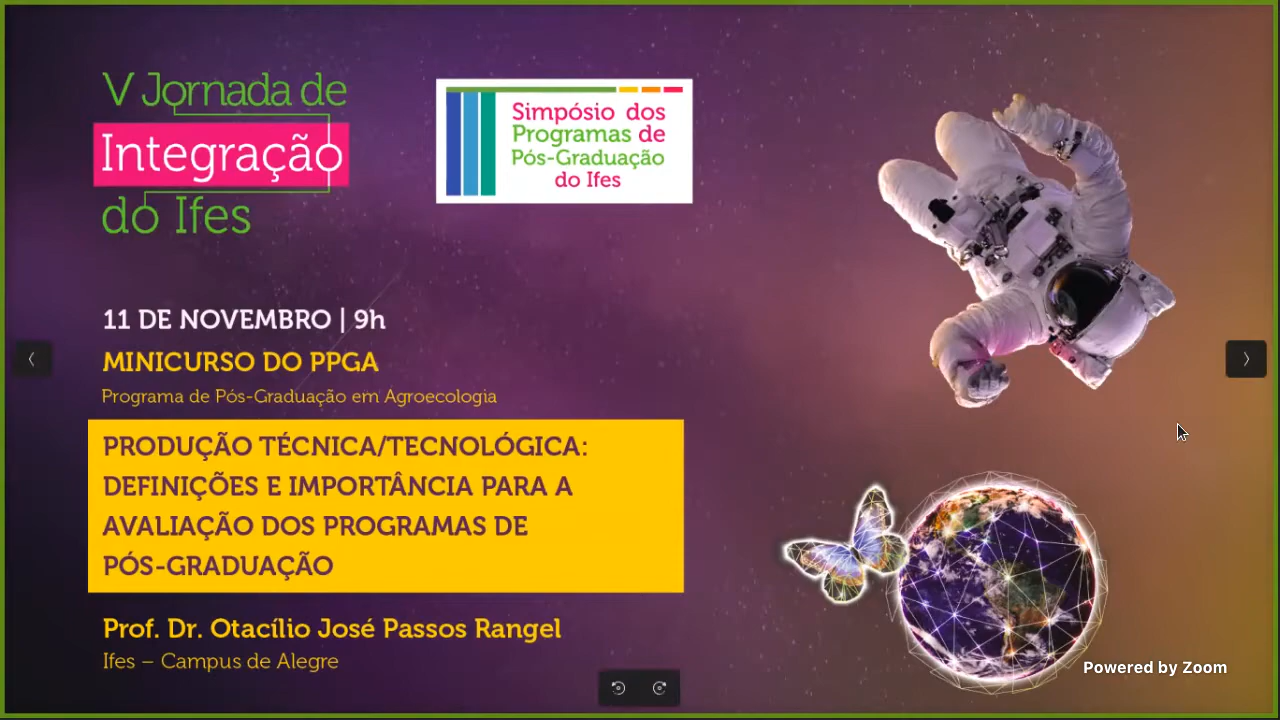 V Jornada de
Integração
do Ifes
Simpósio dos
Programas de
Pós-Graduação
do Ifes
11 DE NOVEMBRO | 9h
MINICURSO DO PPGA
Programa de Pós-Graduação em Agroecologia
PRODUÇÃO TÉCNICA/TECNOLÓGICA:
DEFINIÇÕES E IMPORTÂNCIA PARA A
AVALIAÇÃO DOS PROGRAMAS DE
PÓS-GRADUAÇÃO
Prof. Dr. Otacílio José Passos Rangel
Ifes – Campus de Alegre
Powered by Zoom